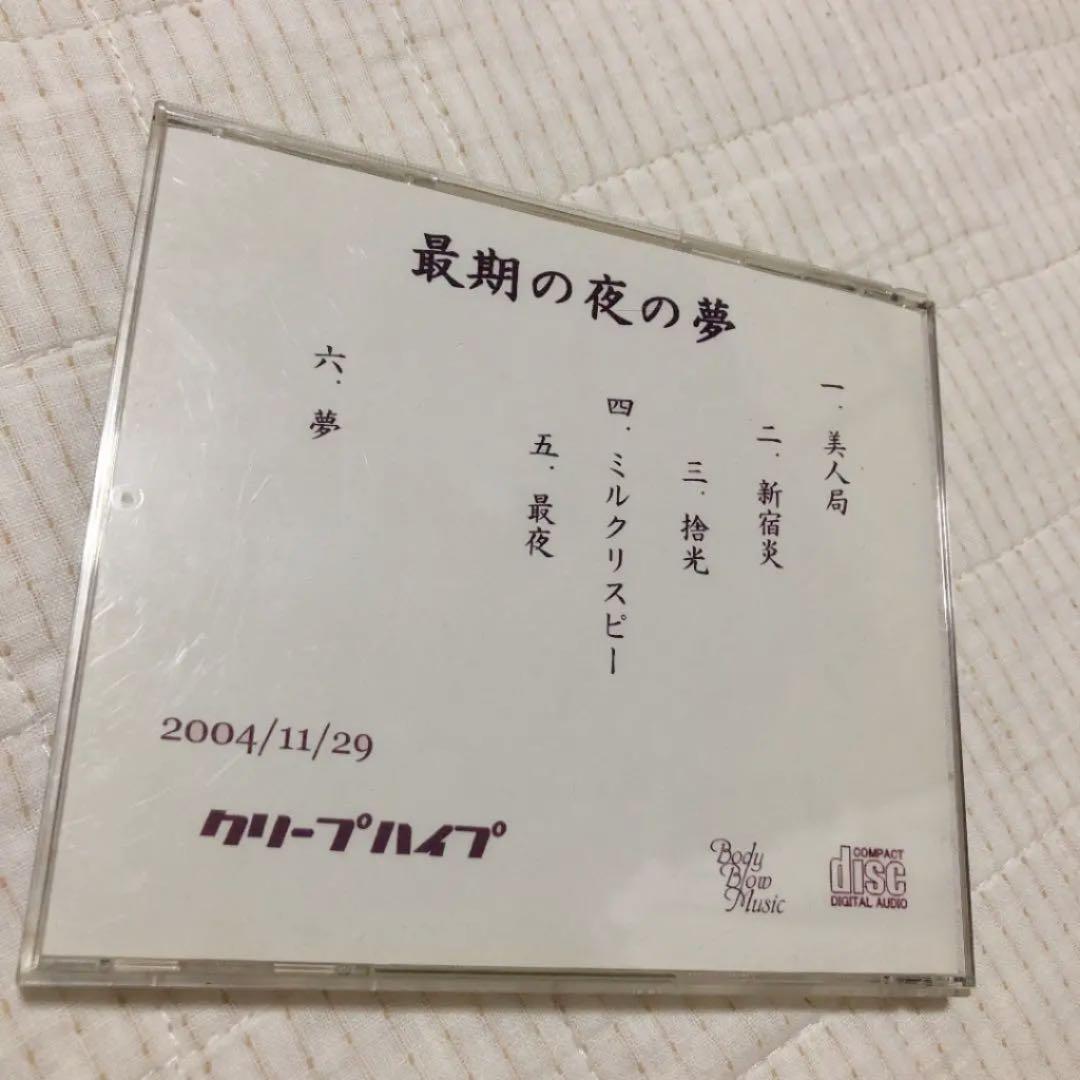 最期の夜の夢
一．美人局
二．新宿炎
三．捨光
四．ミルクリスピー
五．最夜
六．夢
2004/11/29
クリープハイプ
Body
Blow
Music
COMPACT
disc
DIGITAL AUDIO